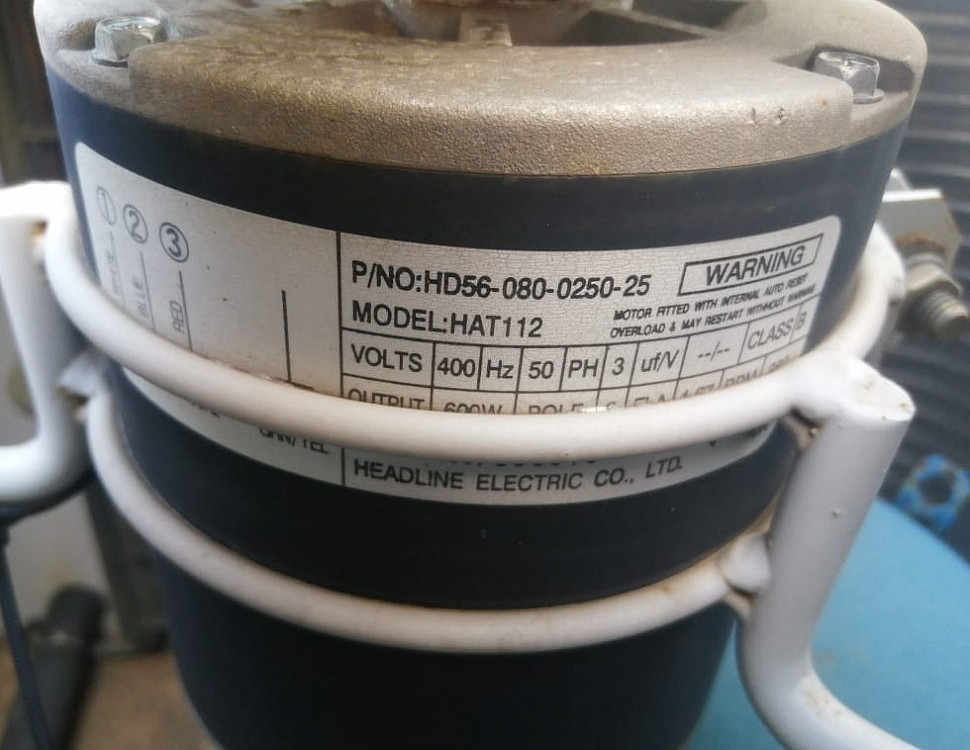 ① ② ③
RED
P/NO:HD56-080-0250-25
WARNING
MODEL:HAT112
MOTOR FITTED WITH INTERNAL AUTO RESET
OVERLOAD & MAY RESTART WITHOUT WARNING
VOLTS 400 Hz 50 PH 3 uf/V --/-- CLASS B
OUTPUT 600W POLE 6
HEADLINE ELECTRIC CO., LTD.